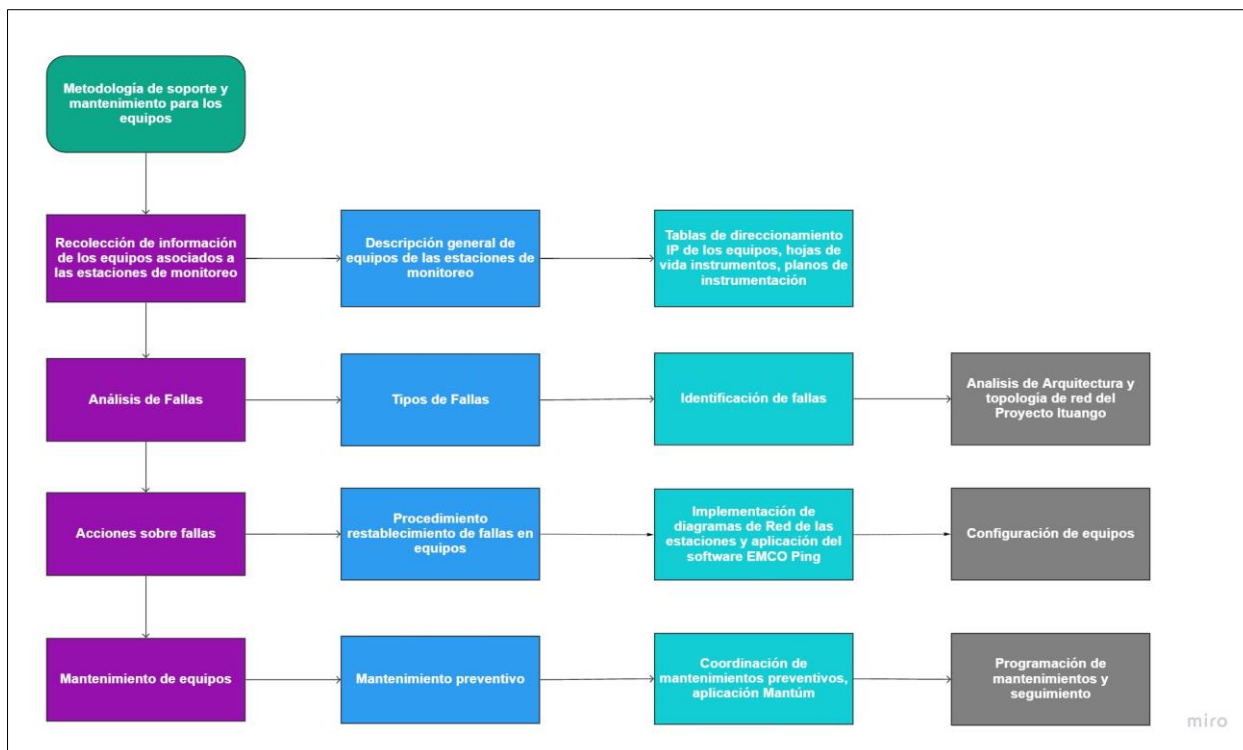 Metodología de soporte y
mantenimiento para los
equipos
Recolección de información
de los equipos asociados a
las estaciones de monitoreo
Descripción general de
equipos de las estaciones de
monitoreo
Tablas de direccionamiento
IP de los equipos, hojas de
vida instrumentos, planos de
instrumentación
Análisis de Fallas
Tipos de Fallas
Identificación de fallas
Analisis de Arquitectura y
topología de red del
Proyecto Ituango
Acciones sobre fallas
Procedimiento
restablecimiento de fallas en
equipos
Implementación de
diagramas de Red de las
estaciones y aplicación del
software EMCO Ping
Configuración de equipos
Mantenimiento de equipos
Mantenimiento preventivo
Coordinación de
mantenimientos preventivos,
aplicación Mantúm
Programación de
mantenimientos y
seguimiento
miro